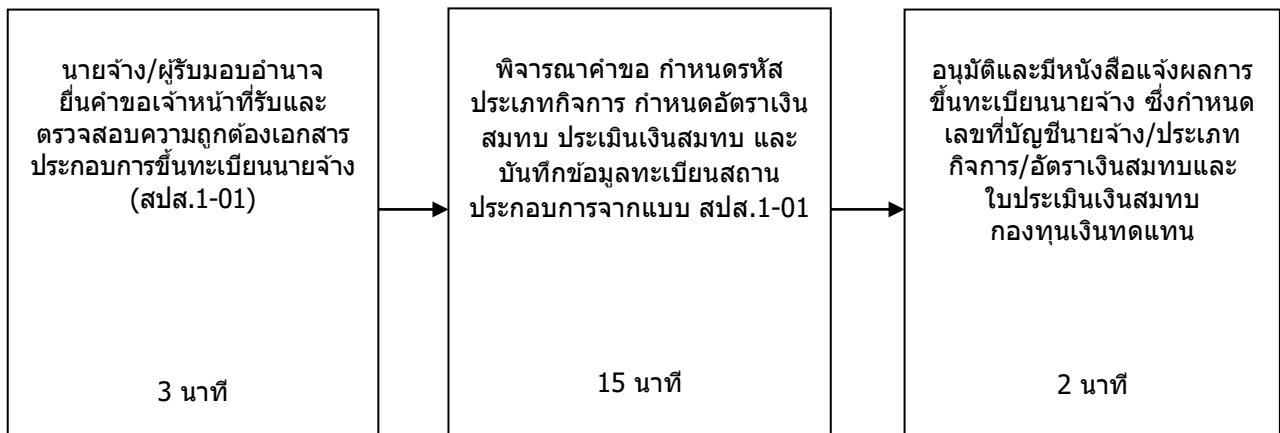 นายจ้าง/ผู้รับมอบอำนาจ
ยื่นคำขอเจ้าหน้าที่รับและ
ตรวจสอบความถูกต้องเอกสาร
ประกอบการขึ้นทะเบียนนายจ้าง
(สปส.1-01)
3 นาที
พิจารณาคำขอ กำหนดรหัส
ประเภทกิจการ กำหนดอัตราเงิน
สมทบ ประเมินเงินสมทบ และ
บันทึกข้อมูลทะเบียนสถาน
ประกอบการจากแบบ สปส.1-01
15 นาที
อนุมัติและมีหนังสือแจ้งผลการ
ขึ้นทะเบียนนายจ้าง ซึ่งกำหนด
เลขที่บัญชีนายจ้าง/ประเภท
กิจการ/อัตราเงินสมทบและ
ใบประเมินเงินสมทบ
กองทุนเงินทดแทน
2 นาที